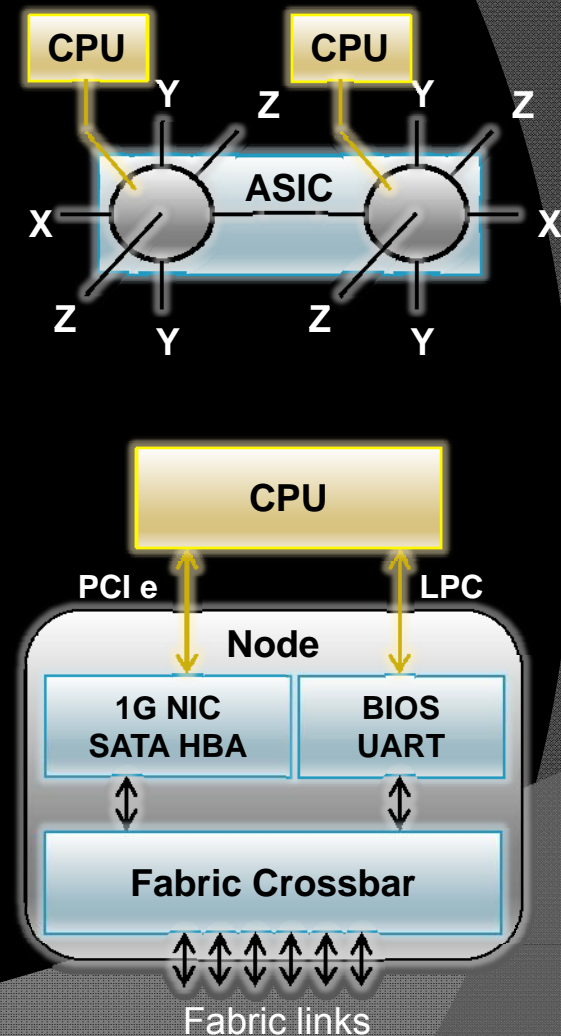 CPU CPU
Y Z Y Z
ASIC
X X
Z Y Z Y
CPU
PCI e LPC
Node
1G NIC BIOS
SATA HBA UART
Fabric Crossbar
Fabric links